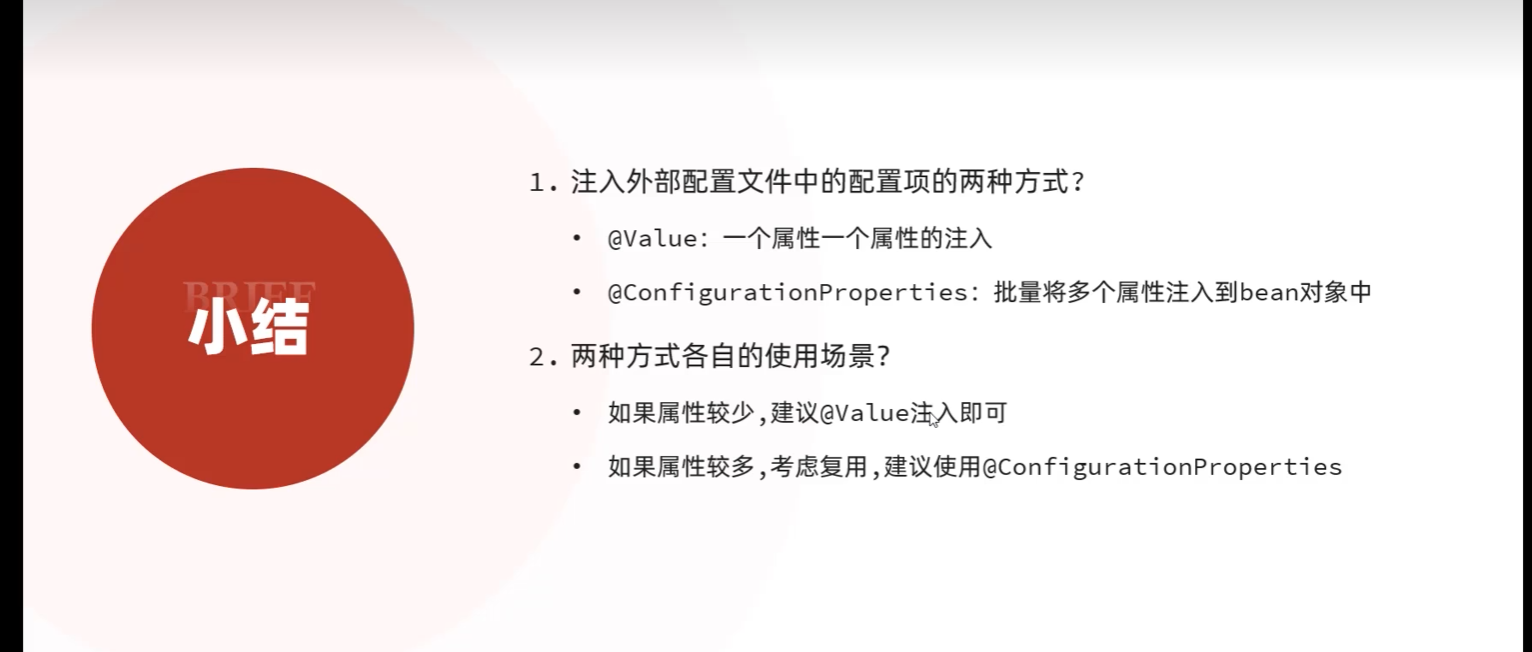 BRIEF
小结
1. 注入外部配置文件中的配置项的两种方式?
• @Value: 一个属性一个属性的注入
• @ConfigurationProperties: 批量将多个属性注入到bean对象中
2. 两种方式各自的使用场景?
• 如果属性较少,建议@Value注入即可
• 如果属性较多,考虑复用,建议使用@ConfigurationProperties